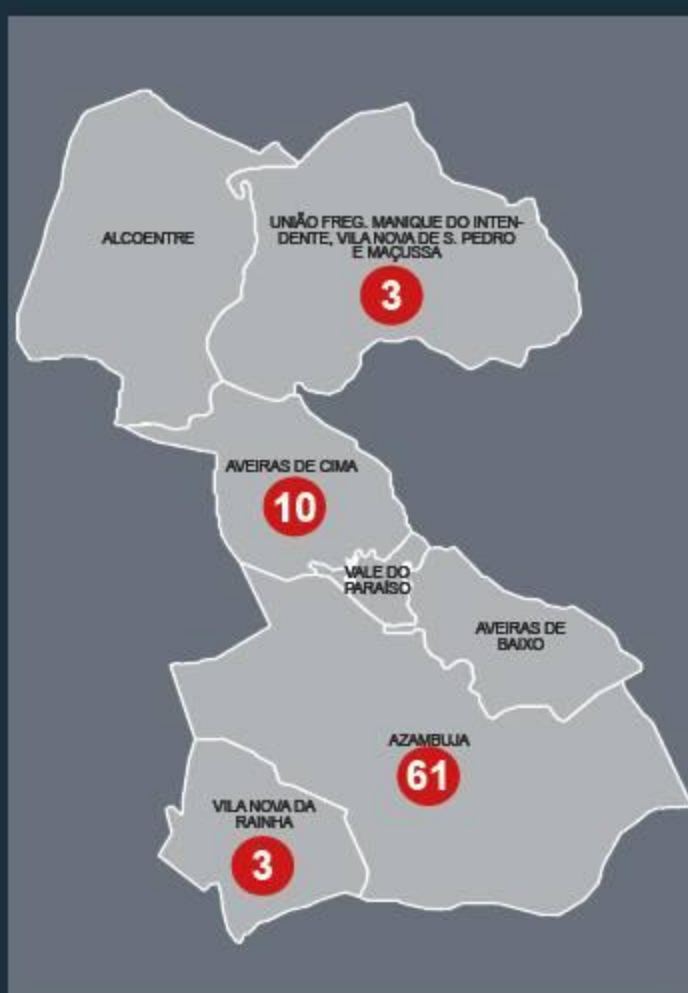 ALCOENTRE
UNIÃO FREG. MANIQUE DO INTEN-
DENTE, VILA NOVA DE S. PEDRO
E MAÇUSSA
3
AVEIRAS DE CIMA
10
VALE DO
PARAÍSO
AVEIRAS DE
BAIXO
AZAMBUJA
61
VILA NOVA DA
RAINHA
3